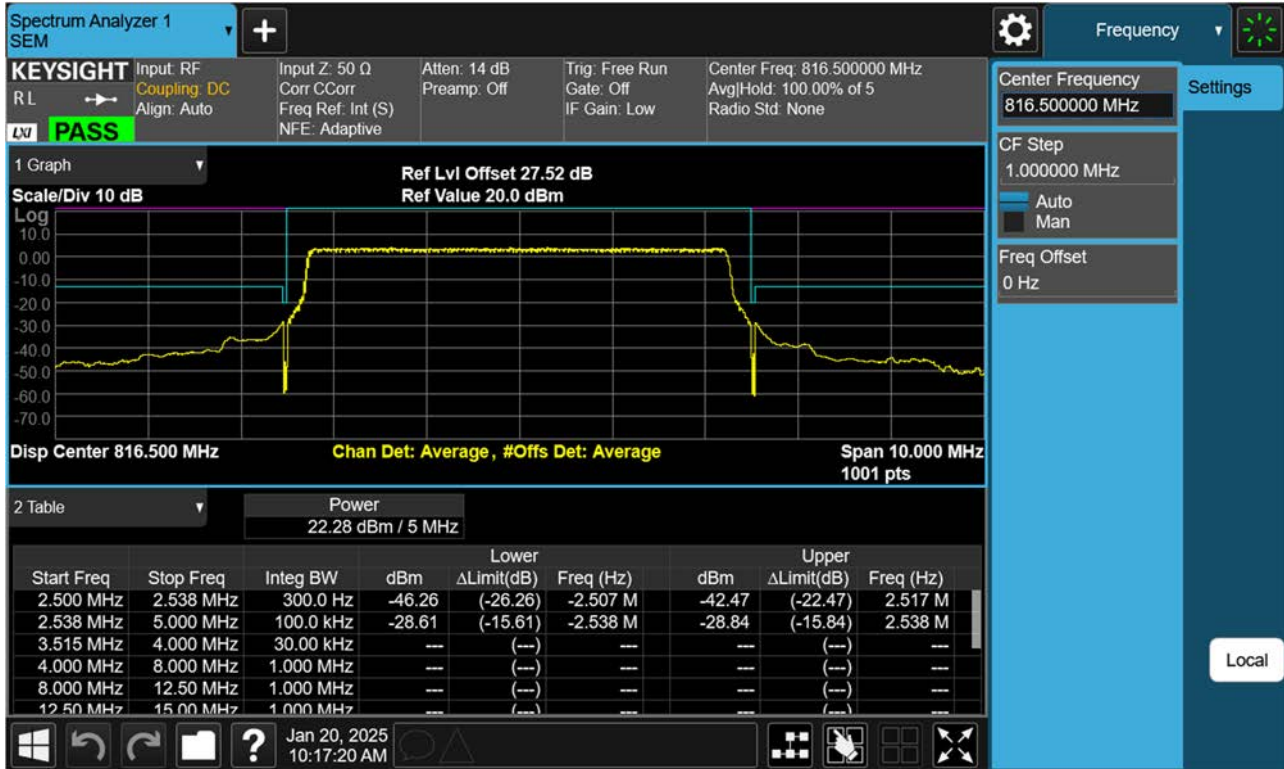 Spectrum Analyzer 1
SEM
Frequency
KEYSIGHT
RL
LXI
PASS
Input: RF
Coupling: DC
Align: Auto
Input Z: 50 Ω
Corr CCorr
Freq Ref: Int (S)
NFE: Adaptive
Atten: 14 dB
Preamp: Off
Trig: Free Run
Gate: Off
IF Gain: Low
Center Freq: 816.500000 MHz
Avg|Hold: 100.00% of 5
Radio Std: None
Center Frequency
816.500000 MHz
Settings
CF Step
1.000000 MHz
Auto
Man
Freq Offset
0 Hz
1 Graph
Scale/Div 10 dB
Ref Lvl Offset 27.52 dB
Ref Value 20.0 dBm
Log
10.0
0.00
-10.0
-20.0
-30.0
-40.0
-50.0
-60.0
-70.0
Disp Center 816.500 MHz
Chan Det: Average, #Offs Det: Average
Span 10.000 MHz
1001 pts
2 Table
Power
22.28 dBm / 5 MHz
Lower Upper
Start Freq Stop Freq Integ BW dBm ΔLimit(dB) Freq (Hz) dBm ΔLimit(dB) Freq (Hz)
2.500 MHz 2.538 MHz 300.0 Hz -46.26 (-26.26) -2.507 M -42.47 (-22.47) 2.517 M
2.538 MHz 5.000 MHz 100.0 kHz -28.61 (-15.61) -2.538 M -28.84 (-15.84) 2.538 M
3.515 MHz 4.000 MHz 30.00 kHz --- (---) --- --- (---) ---
4.000 MHz 8.000 MHz 1.000 MHz --- (---) --- --- (---) ---
8.000 MHz 12.50 MHz 1.000 MHz --- (---) --- --- (---) ---
12.50 MHz 15.00 MHz 1.000 MHz --- (---) --- --- (---) ---
Local
?
Jan 20, 2025
10:17:20 AM